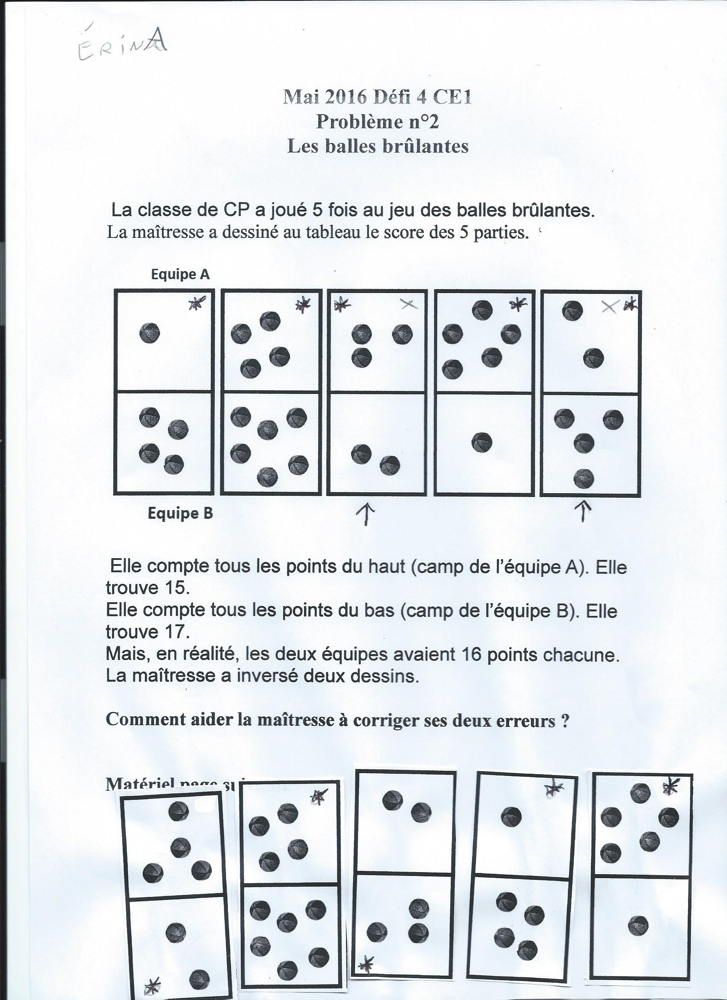 ÉRINA
Mai 2016 Défi 4 CE1
Problème n°2
Les balles brûlantes
La classe de CP a joué 5 fois au jeu des balles brûlantes.
La maîtresse a dessiné au tableau le score des 5 parties.
Equipe A
Equipe B
Elle compte tous les points du haut (camp de l'équipe A). Elle
trouve 15.
Elle compte tous les points du bas (camp de l'équipe B). Elle
trouve 17.
Mais, en réalité, les deux équipes avaient 16 points chacune.
La maîtresse a inversé deux dessins.
Comment aider la maîtresse à corriger ses deux erreurs ?
Matériel